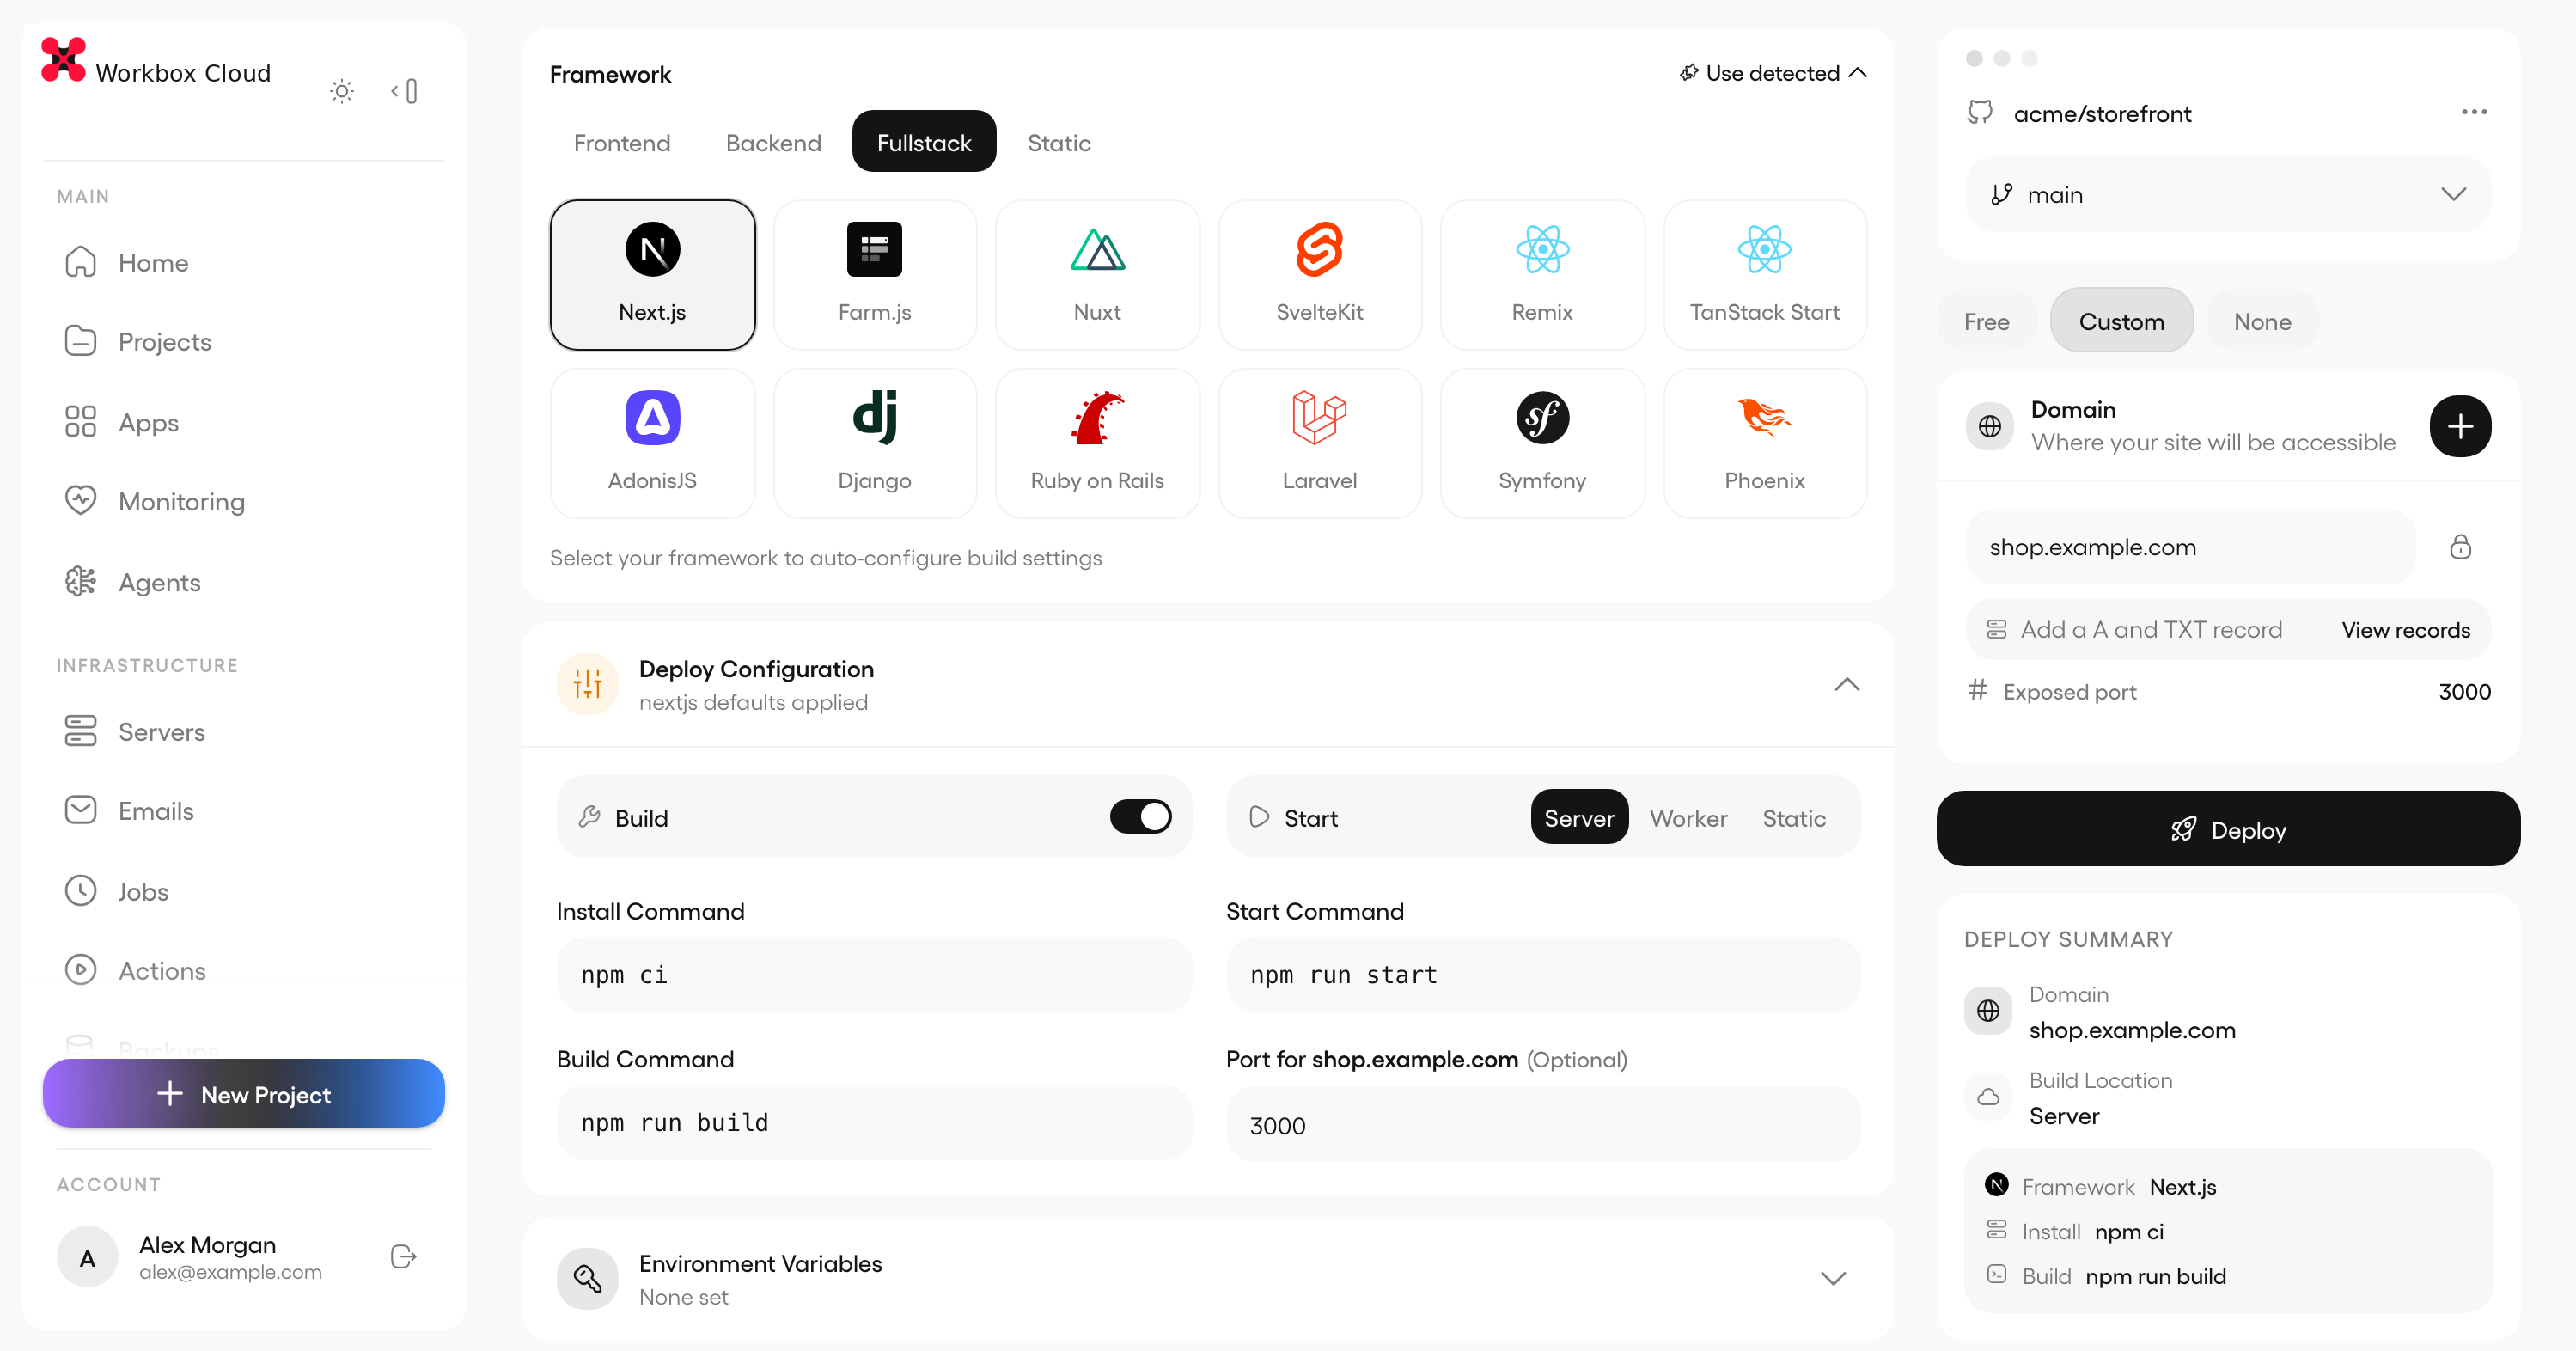 Workbox Cloud
MAIN
Home
Projects
Apps
Monitoring
Agents
INFRASTRUCTURE
Servers
Emails
Jobs
Actions
Backups
New Project
ACCOUNT
A
Alex Morgan
alex@example.com
Framework
Use detected
Frontend Backend Fullstack Static
Next.js Farm.js Nuxt SvelteKit Remix TanStack Start
AdonisJS Django Ruby on Rails Laravel Symfony Phoenix
Select your framework to auto-configure build settings
Deploy Configuration
nextjs defaults applied
Build
Start Server Worker Static
Install Command
npm ci
Start Command
npm run start
Build Command
npm run build
Port for shop.example.com (Optional)
3000
Environment Variables
None set
acme/storefront
main
Free Custom None
Domain
Where your site will be accessible
shop.example.com
Add a A and TXT record View records
Exposed port 3000
Deploy
DEPLOY SUMMARY
Domain
shop.example.com
Build Location
Server
Framework Next.js
Install npm ci
Build npm run build